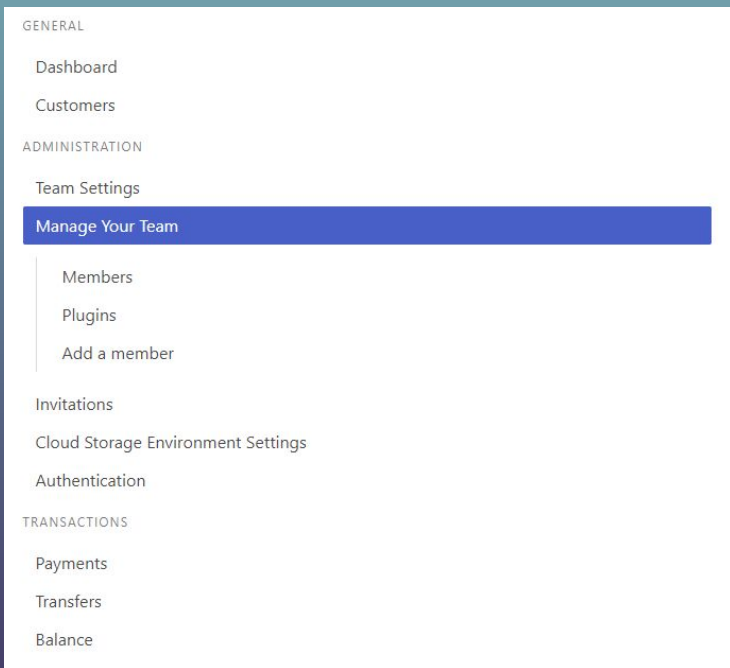 GENERAL
Dashboard
Customers
ADMINISTRATION
Team Settings
Manage Your Team
Members
Plugins
Add a member
Invitations
Cloud Storage Environment Settings
Authentication
TRANSACTIONS
Payments
Transfers
Balance